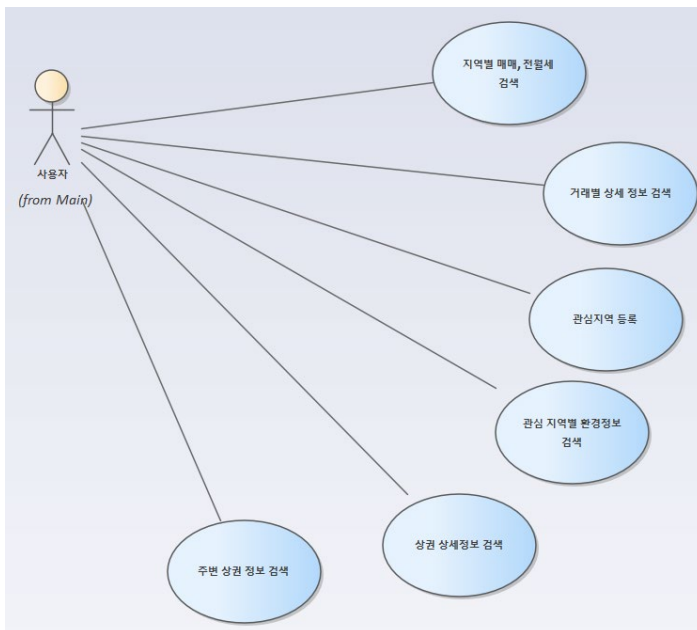 지역별 매매, 전월세
검색
사용자
(from Main)
거래별 상세 정보 검색
관심지역 등록
관심 지역별 환경정보
검색
상권 상세정보 검색
주변 상권 정보 검색